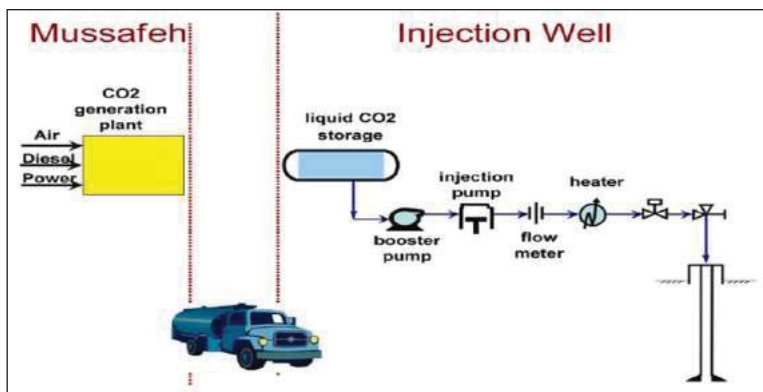 Mussafeh
Injection Well
CO2
generation
plant
Air
Diesel
Power
liquid CO2
storage
booster
pump
injection
pump
flow
meter
heater